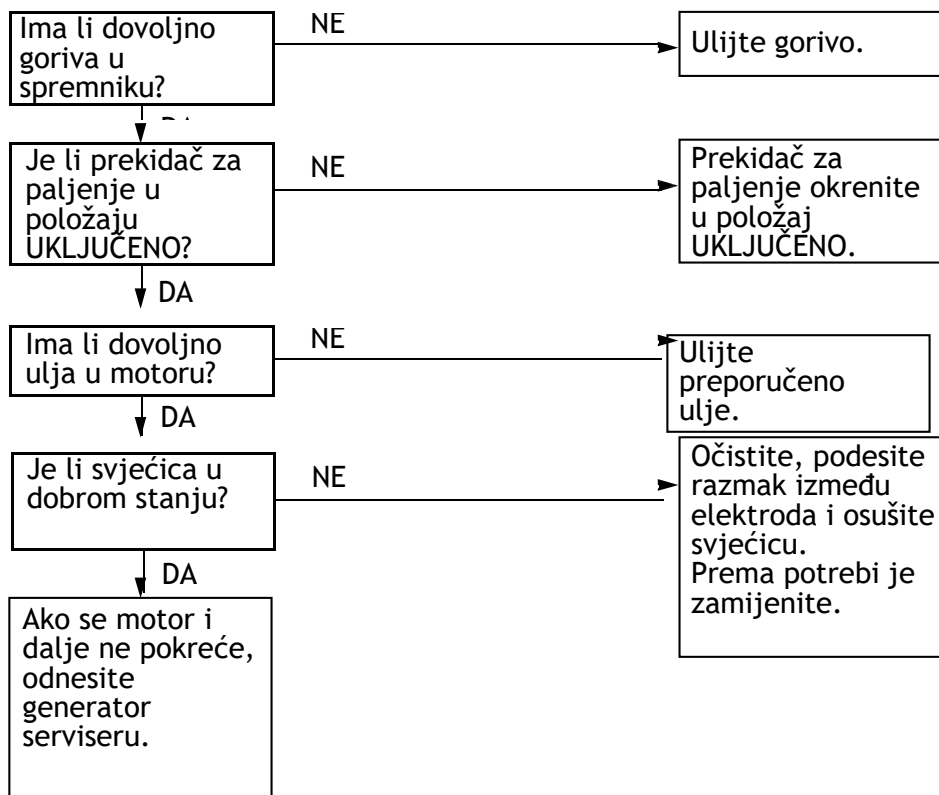 Ima li dovoljno
goriva u
spremniku?
NE
Ulijte gorivo.
Je li prekidač za
paljenje u
položaju
UKLJUČENO?
NE
Prekidač za
paljenje okrenite
u položaj
UKLJUČENO.
DA
Ima li dovoljno
ulja u motoru?
NE
Ulijte
preporučeno
ulje.
DA
Je li svjećica u
dobrom stanju?
NE
Očistite, podesite
razmak između
elektroda i osušite
svjećicu.
Prema potrebi je
zamijenite.
DA
Ako se motor i
dalje ne pokreće,
odnesite
generator
serviseru.